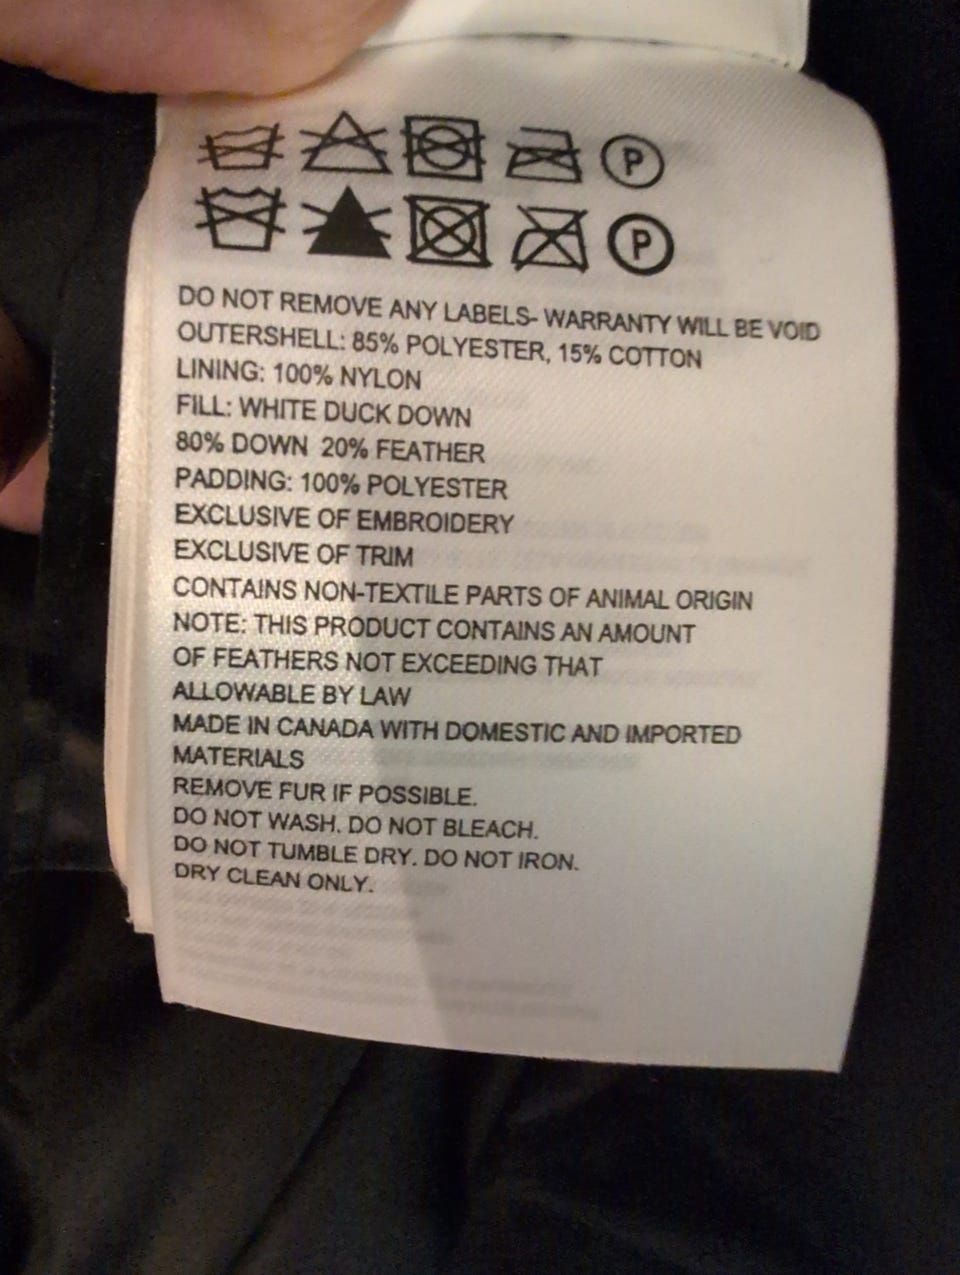 P
P
DO NOT REMOVE ANY LABELS- WARRANTY WILL BE VOID
OUTERSHELL: 85% POLYESTER, 15% COTTON
LINING: 100% NYLON
FILL: WHITE DUCK DOWN
80% DOWN 20% FEATHER
PADDING: 100% POLYESTER
EXCLUSIVE OF EMBROIDERY
EXCLUSIVE OF TRIM
CONTAINS NON-TEXTILE PARTS OF ANIMAL ORIGIN
NOTE: THIS PRODUCT CONTAINS AN AMOUNT
OF FEATHERS NOT EXCEEDING THAT
ALLOWABLE BY LAW
MADE IN CANADA WITH DOMESTIC AND IMPORTED
MATERIALS
REMOVE FUR IF POSSIBLE.
DO NOT WASH. DO NOT BLEACH.
DO NOT TUMBLE DRY. DO NOT IRON.
DRY CLEAN ONLY.